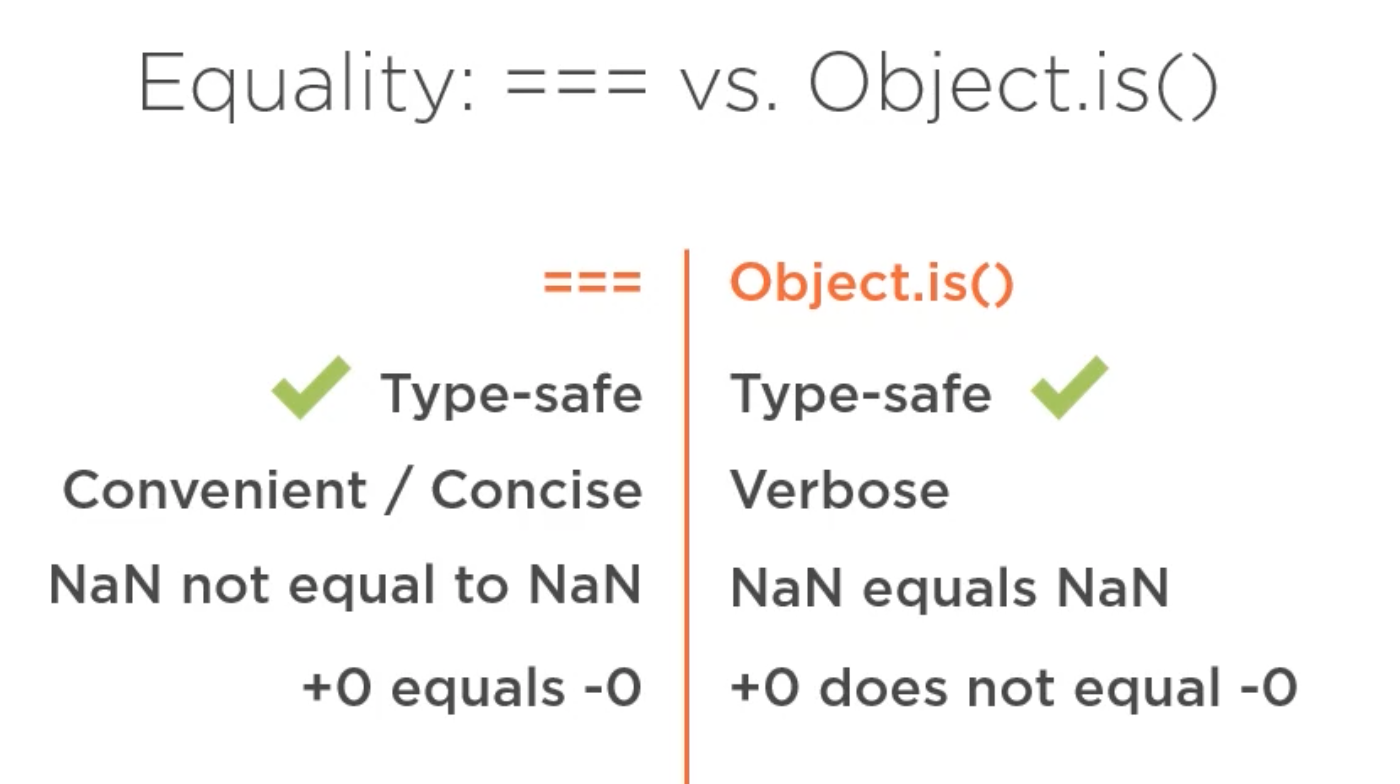 Equality: === vs. Object.is()
===
Object.is()
Type-safe
Type-safe
Convenient / Concise
Verbose
NaN not equal to NaN
NaN equals NaN
+0 equals -0
+0 does not equal -0